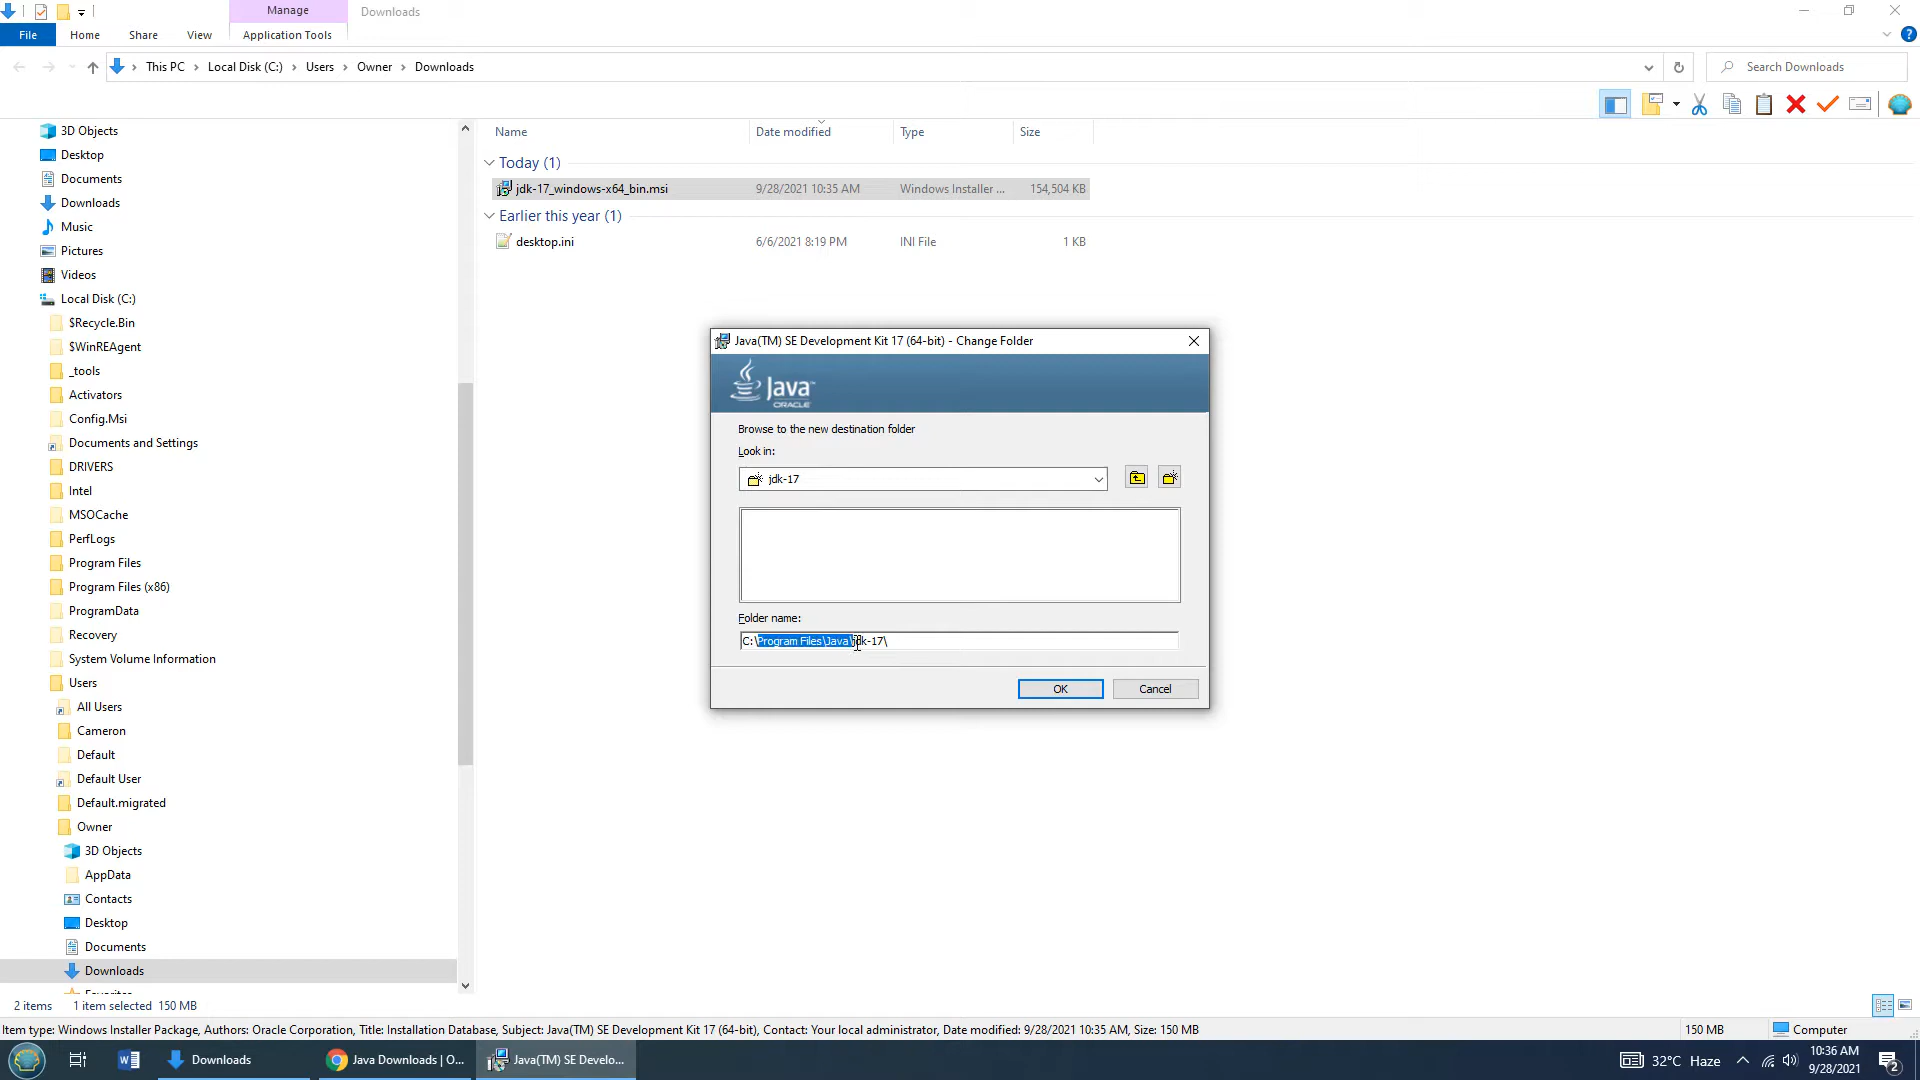 Manage
Downloads
File
Home
Share
View
Application Tools
This PC
Local Disk (C:)
Users
Owner
Downloads
Search Downloads
3D Objects
Desktop
Documents
Downloads
Music
Pictures
Videos
Local Disk (C:)
$Recycle.Bin
$WinREAgent
_tools
Activators
Config.Msi
Documents and Settings
DRIVERS
Intel
MSOCache
PerfLogs
Program Files
Program Files (x86)
ProgramData
Recovery
System Volume Information
Users
All Users
Cameron
Default
Default User
Default.migrated
Owner
3D Objects
AppData
Contacts
Desktop
Documents
Downloads
Name Date modified Type Size
Today (1)
jdk-17_windows-x64_bin.msi 9/28/2021 10:35 AM Windows Installer ... 154,504 KB
Earlier this year (1)
desktop.ini 6/6/2021 8:19 PM INI File 1 KB
Java(TM) SE Development Kit 17 (64-bit) - Change Folder
Java™
ORACLE
Browse to the new destination folder
Look in:
jdk-17
Folder name:
C:\Program Files\Java\jdk-17\
OK
Cancel
2 items 1 item selected 150 MB
Item type: Windows Installer Package, Authors: Oracle Corporation, Title: Installation Database, Subject: Java(TM) SE Development Kit 17 (64-bit), Contact: Your local administrator, Date modified: 9/28/2021 10:35 AM, Size: 150 MB
150 MB
Computer
Downloads
Java Downloads | O...
Java(TM) SE Develo...
32°C Haze
10:36 AM
9/28/2021
2